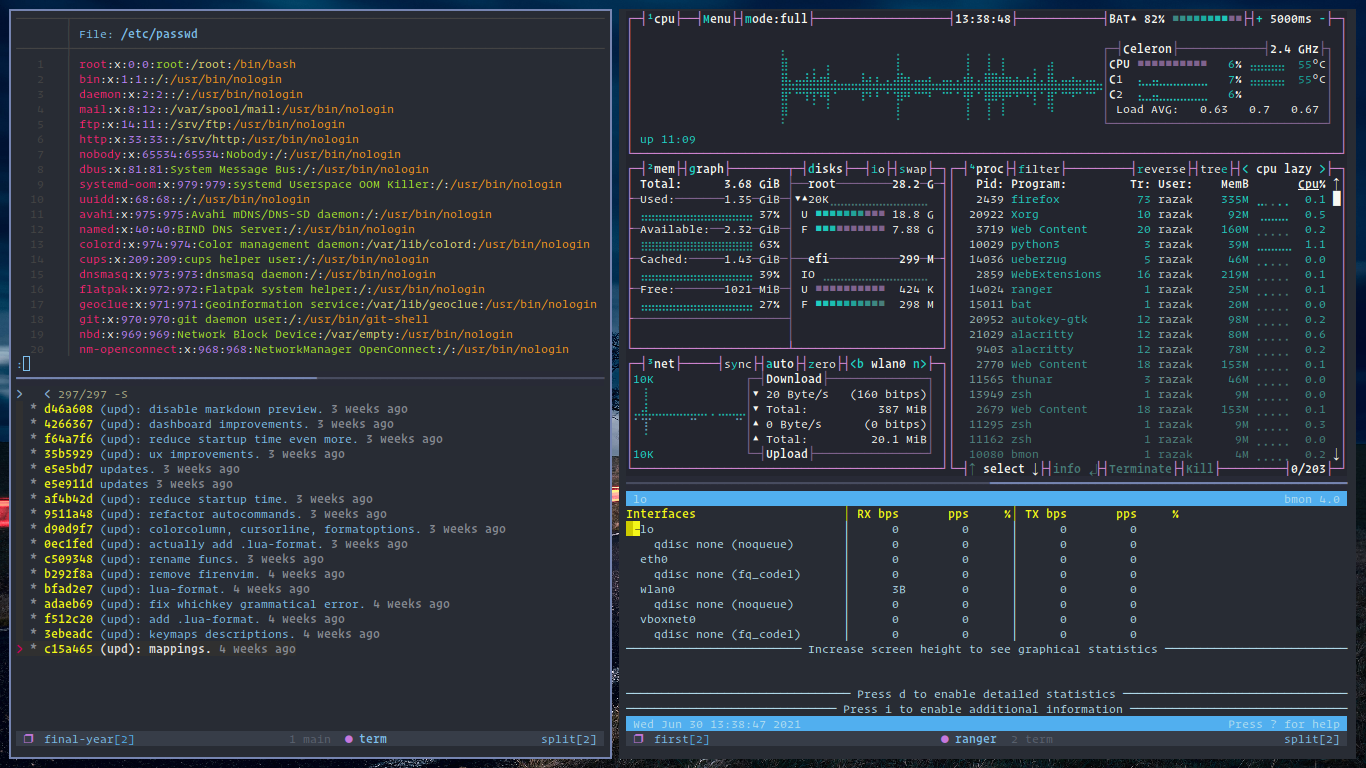 File: /etc/passwd
1 root:x:0:0:root:/root:/bin/bash
2 bin:x:1:1::/:/usr/bin/nologin
3 daemon:x:2:2::/:/usr/bin/nologin
4 mail:x:8:12::/var/spool/mail:/usr/bin/nologin
5 ftp:x:14:11::/srv/ftp:/usr/bin/nologin
6 http:x:33:33::/srv/http:/usr/bin/nologin
7 nobody:x:65534:65534:Nobody:/:/usr/bin/nologin
8 dbus:x:81:81:System Message Bus:/:/usr/bin/nologin
9 systemd-oom:x:979:979:systemd Userspace OOM Killer:/:/usr/bin/nologin
10 uuidd:x:68:68::/:/usr/bin/nologin
11 avahi:x:975:975:Avahi mDNS/DNS-SD daemon:/:/usr/bin/nologin
12 named:x:40:40:BIND DNS Server:/:/usr/bin/nologin
13 colord:x:974:974:Color management daemon:/var/lib/colord:/usr/bin/nologin
14 cups:x:209:209:cups helper user:/:/usr/bin/nologin
15 dnsmasq:x:973:973:dnsmasq daemon:/:/usr/bin/nologin
16 flatpak:x:972:972:Flatpak system helper:/:/usr/bin/nologin
17 geoclue:x:971:971:Geoinformation service:/var/lib/geoclue:/usr/bin/nologin
18 git:x:970:970:git daemon user:/:/usr/bin/git-shell
19 nbd:x:969:969:Network Block Device:/var/empty:/usr/bin/nologin
20 nm-openconnect:x:968:968:NetworkManager OpenConnect:/:/usr/bin/nologin
:
> < 297/297 -S
* d46a608 (upd): disable markdown preview. 3 weeks ago
* 4266367 (upd): dashboard improvements. 3 weeks ago
* f64a7f6 (upd): reduce startup time even more. 3 weeks ago
* 35b5929 (upd): ux improvements. 3 weeks ago
* e5e5bd7 updates. 3 weeks ago
* e5e911d updates 3 weeks ago
* af4b42d (upd): reduce startup time. 3 weeks ago
* 9511a48 (upd): refactor autocommands. 3 weeks ago
* d90d9f7 (upd): colorcolumn, cursorline, formatoptions. 3 weeks ago
* 0ec1fed (upd): actually add .lua-format. 3 weeks ago
* c509348 (upd): rename funcs. 3 weeks ago
* b292f8a (upd): remove firenvim. 4 weeks ago
* bfad2e7 (upd): lua-format. 4 weeks ago
* adaeb69 (upd): fix whichkey grammatical error. 4 weeks ago
* f512c20 (upd): add .lua-format. 4 weeks ago
* 3ebeadc (upd): keymaps descriptions. 4 weeks ago
> * c15a465 (upd): mappings. 4 weeks ago
final-year[2] 1 main ● term split[2]
¹cpu Menu mode:full 13:38:48 BAT▲ 82% + 5000ms -
Celeron 2.4 GHz
CPU 6% 55°C
C1 7% 55°C
C2 6%
Load AVG: 0.63 0.7 0.67
up 11:09
²mem graph disks io swap
Total: 3.68 GiB
Used: 1.35 GiB
37%
Available: 2.32 GiB
63%
Cached: 1.43 GiB
39%
Free: 1021 MiB
27%
root 28.2 G
▼▲20K
U 18.8 G
F 7.88 G
efi 299 M
IO
U 424 K
F 298 M
³net sync auto zero <b wlan0 n>
10K
10K
Download
▼ 20 Byte/s (160 bitps)
▼ Total: 387 MiB
▲ 0 Byte/s (0 bitps)
▲ Total: 20.1 MiB
Upload
⁴proc filter reverse tree < cpu lazy >
Pid: Program: Tr: User: MemB Cpu% ↑
2439 firefox 73 razak 335M 0.1
20922 Xorg 10 razak 92M 0.5
3719 Web Content 20 razak 160M 0.2
10029 python3 3 razak 39M 1.1
14036 ueberzug 5 razak 46M 0.0
2859 WebExtensions 16 razak 219M 0.1
14024 ranger 1 razak 25M 0.1
15011 bat 1 razak 20M 0.0
20952 autokey-gtk 12 razak 98M 0.2
21029 alacritty 12 razak 80M 0.6
9403 alacritty 12 razak 78M 0.2
2770 Web Content 18 razak 153M 0.1
11565 thunar 3 razak 46M 0.0
13949 zsh 1 razak 9M 0.0
2679 Web Content 18 razak 153M 0.1
11295 zsh 1 razak 9M 0.3
11162 zsh 1 razak 9M 0.0
10080 bmon 1 razak 4M 0.2 ↓
↑ select ↓ info ↲ Terminate Kill 0/203
lo bmon 4.0
Interfaces RX bps pps % TX bps pps %
lo 0 0 0 0
qdisc none (noqueue) 0 0 0 0
eth0 0 0 0 0
qdisc none (fq_codel) 0 0 0 0
wlan0 3B 0 0 0
qdisc none (noqueue) 0 0 0 0
vboxnet0 0 0 0 0
qdisc none (fq_codel) 0 0 0 0
Increase screen height to see graphical statistics
Press d to enable detailed statistics
Press i to enable additional information
Wed Jun 30 13:38:47 2021 Press ? for help
first[2] ● ranger 2 term split[2]